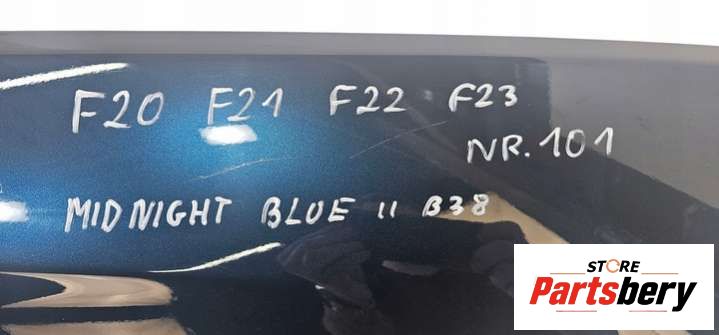 F20 F21 F22 F23
NR.101
MIDNIGHT BLUE II B38
STORE
Partsbery